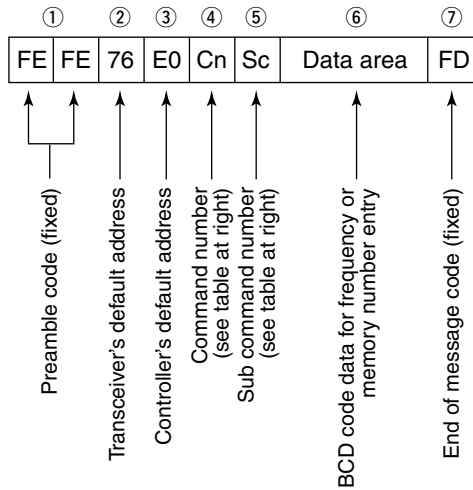 ① ② ③ ④ ⑤ ⑥ ⑦
FE FE 76 E0 Cn Sc Data area FD
Preamble code (fixed)
Transceiver's default address
Controller's default address
Command number
(see table at right)
Sub command number
(see table at right)
BCD code data for frequency or
memory number entry
End of message code (fixed)